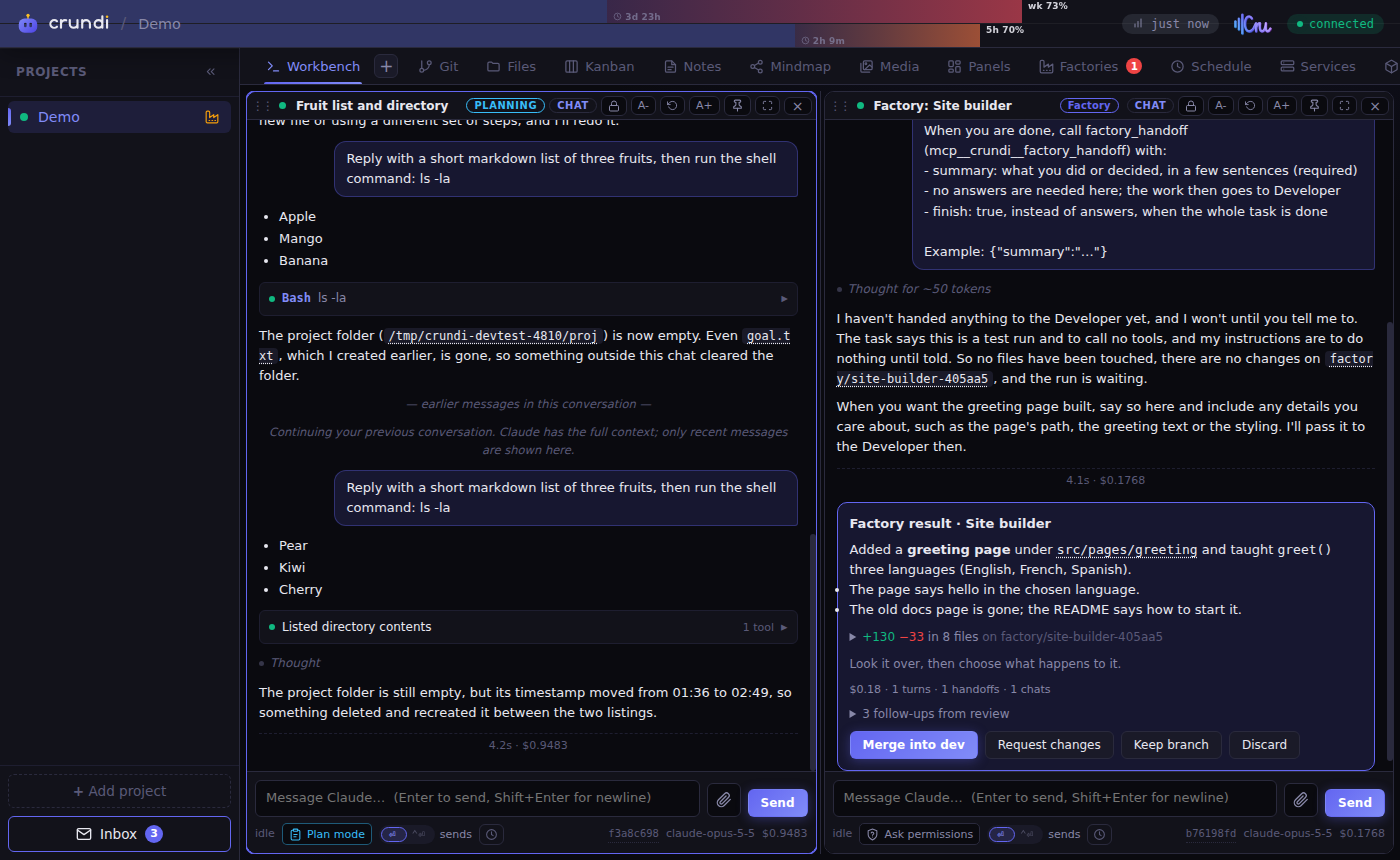 crundi / Demo
3d 23h
wk 73%
2h 9m
5h 70%
just now
Cru
connected
PROJECTS «
Demo
+ Add project
Inbox 3
Workbench + Git Files Kanban Notes Mindmap Media Panels Factories 1 Schedule Services
Fruit list and directory PLANNING CHAT A- A+
new file or using a different set of steps, and I'll redo it.
Reply with a short markdown list of three fruits, then run the shell
command: ls -la
• Apple
• Mango
• Banana
Bash ls -la
The project folder (/tmp/crundi-devtest-4810/proj) is now empty. Even goal.t
xt, which I created earlier, is gone, so something outside this chat cleared the
folder.
— earlier messages in this conversation —
Continuing your previous conversation. Claude has the full context; only recent messages
are shown here.
Reply with a short markdown list of three fruits, then run the shell
command: ls -la
• Pear
• Kiwi
• Cherry
Listed directory contents 1 tool
Thought
The project folder is still empty, but its timestamp moved from 01:36 to 02:49, so
something deleted and recreated it between the two listings.
4.2s · $0.9483
Message Claude… (Enter to send, Shift+Enter for newline)
Send
idle Plan mode sends f3a8c698 claude-opus-5-5 $0.9483
Factory: Site builder Factory CHAT A- A+
When you are done, call factory_handoff
(mcp__crundi__factory_handoff) with:
- summary: what you did or decided, in a few sentences (required)
- no answers are needed here; the work then goes to Developer
- finish: true, instead of answers, when the whole task is done
Example: {"summary":"…"}
Thought for ~50 tokens
I haven't handed anything to the Developer yet, and I won't until you tell me to.
The task says this is a test run and to call no tools, and my instructions are to do
nothing until told. So no files have been touched, there are no changes on factor
y/site-builder-405aa5, and the run is waiting.
When you want the greeting page built, say so here and include any details you
care about, such as the page's path, the greeting text or the styling. I'll pass it to
the Developer then.
4.1s · $0.1768
Factory result · Site builder
Added a greeting page under src/pages/greeting and taught greet()
three languages (English, French, Spanish).
• The page says hello in the chosen language.
• The old docs page is gone; the README says how to start it.
+130 −33 in 8 files on factory/site-builder-405aa5
Look it over, then choose what happens to it.
$0.18 · 1 turns · 1 handoffs · 1 chats
3 follow-ups from review
Merge into dev Request changes Keep branch Discard
Message Claude… (Enter to send, Shift+Enter for newline)
Send
idle Ask permissions sends b76198fd claude-opus-5-5 $0.1768